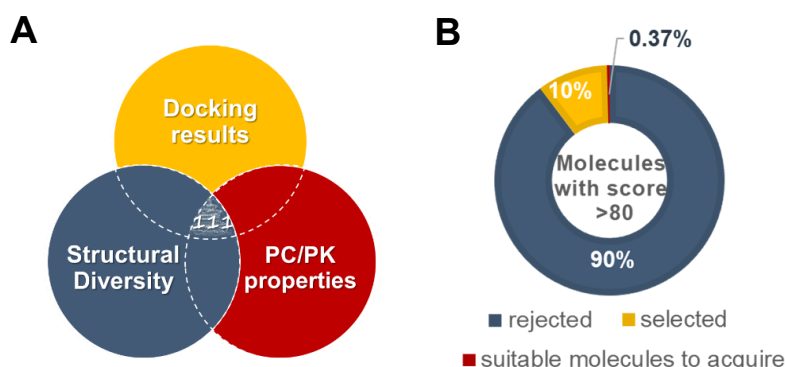 A
Docking
results
Structural
Diversity
111
PC/PK
properties
B
0.37%
10%
Molecules
with score
>80
90%
rejected
selected
suitable molecules to acquire